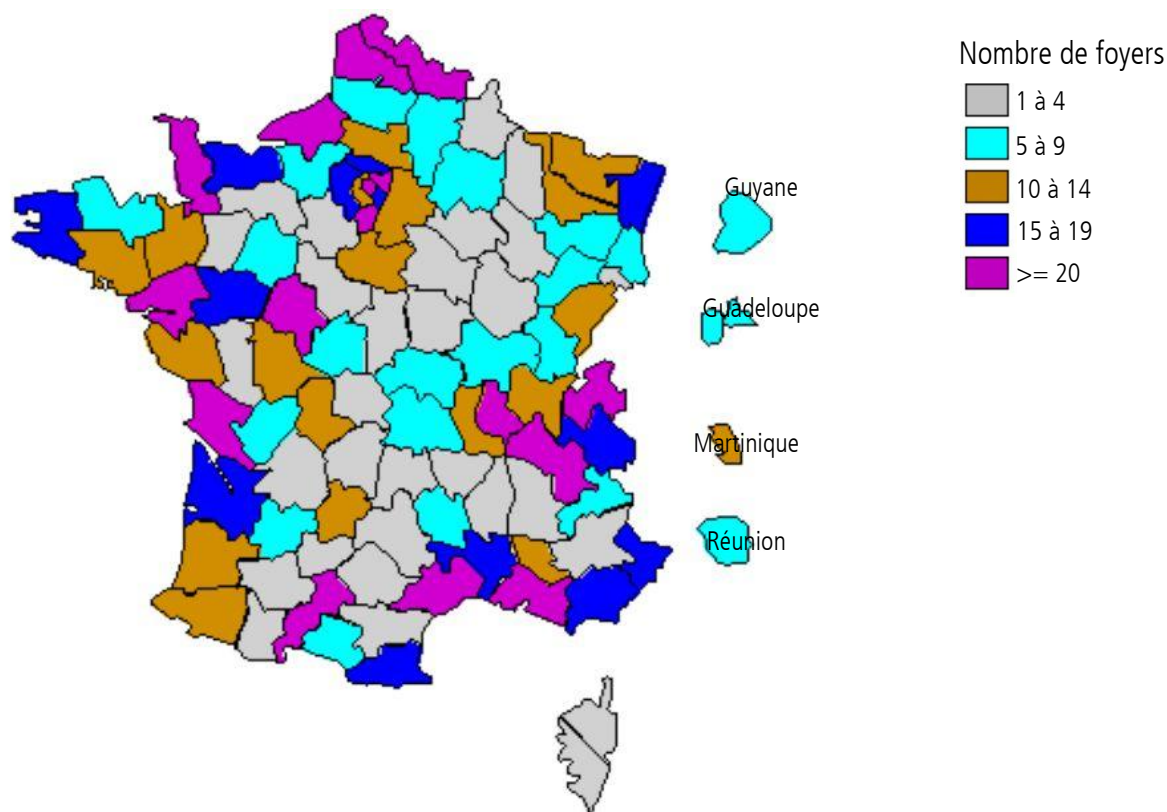 Nombre de foyers
1 à 4
5 à 9
10 à 14
15 à 19
>= 20
Guyane
Guadeloupe
Martinique
Réunion